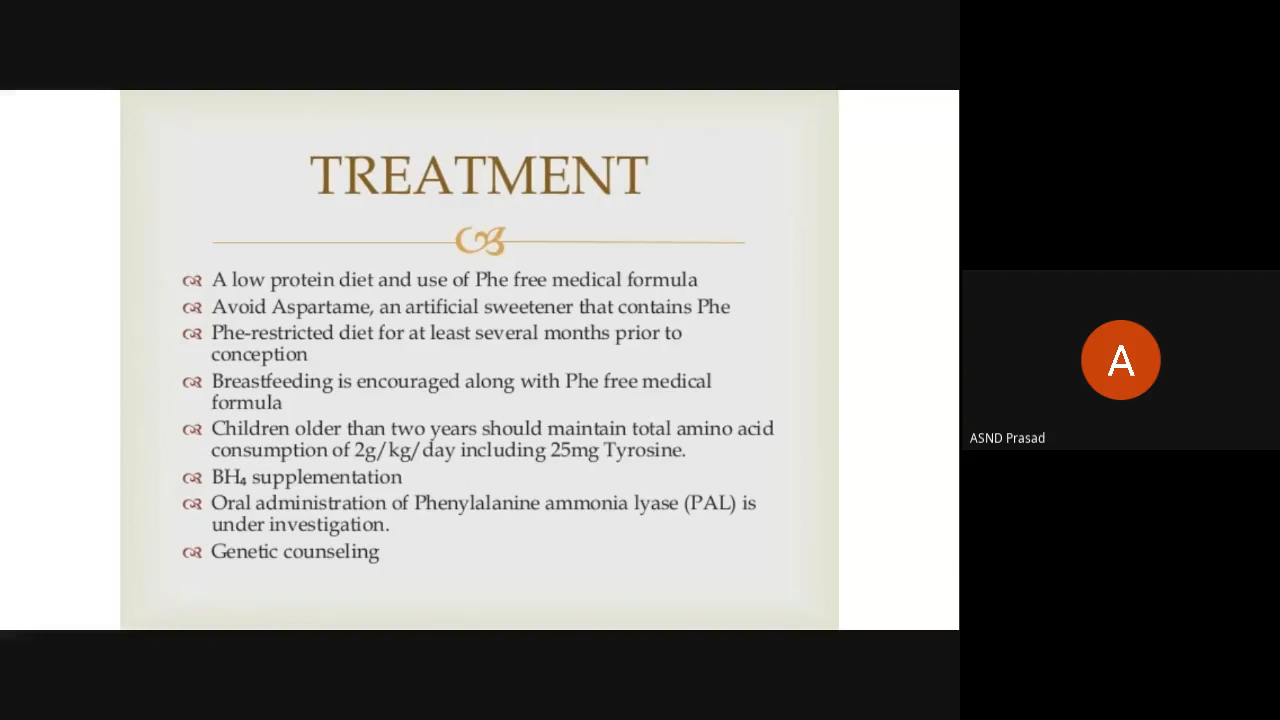 TREATMENT
A low protein diet and use of Phe free medical formula
Avoid Aspartame, an artificial sweetener that contains Phe
Phe-restricted diet for at least several months prior to
conception
Breastfeeding is encouraged along with Phe free medical
formula
Children older than two years should maintain total amino acid
consumption of 2g/kg/day including 25mg Tyrosine.
BH₄ supplementation
Oral administration of Phenylalanine ammonia lyase (PAL) is
under investigation.
Genetic counseling
A
ASND Prasad